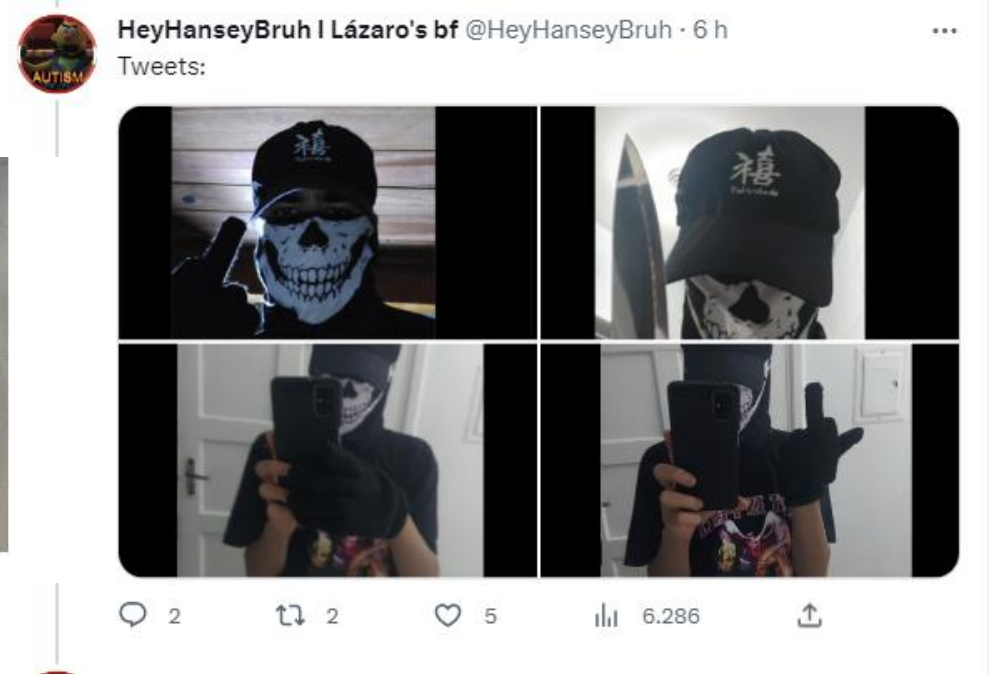 HeyHanseyBruh l Lázaro's bf @HeyHanseyBruh · 6 h
AUTISM
Tweets:
禧
禧
2 2 5 6.286